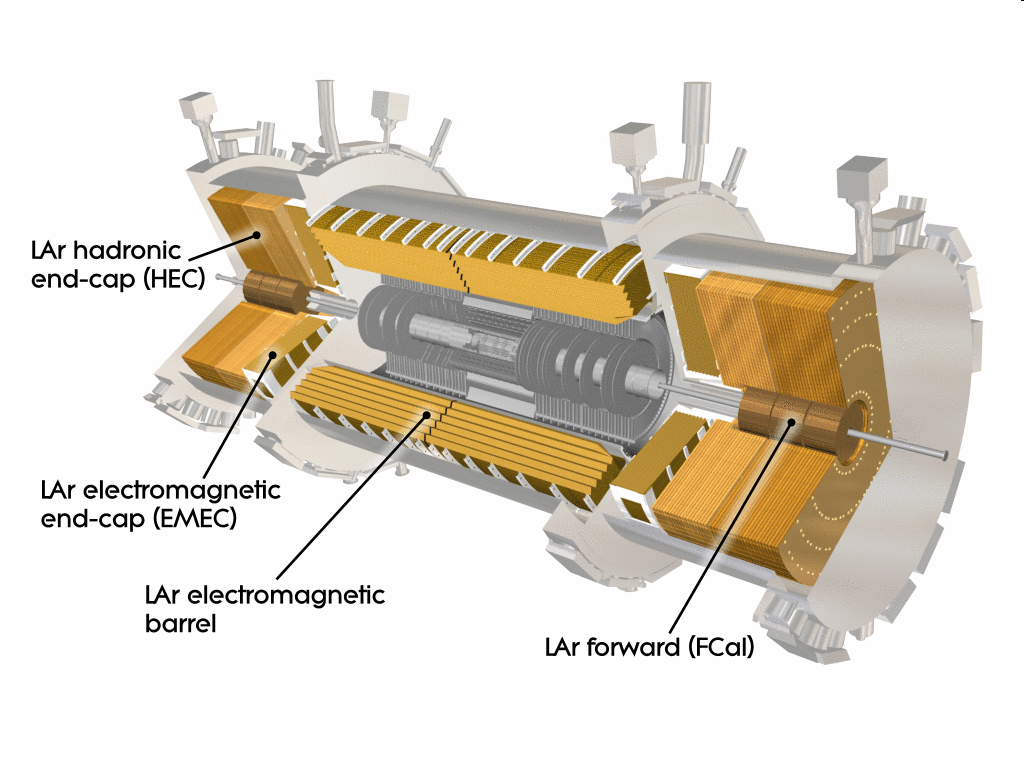 LAr hadronic
end-cap (HEC)
LAr electromagnetic
end-cap (EMEC)
LAr electromagnetic
barrel
LAr forward (FCal)